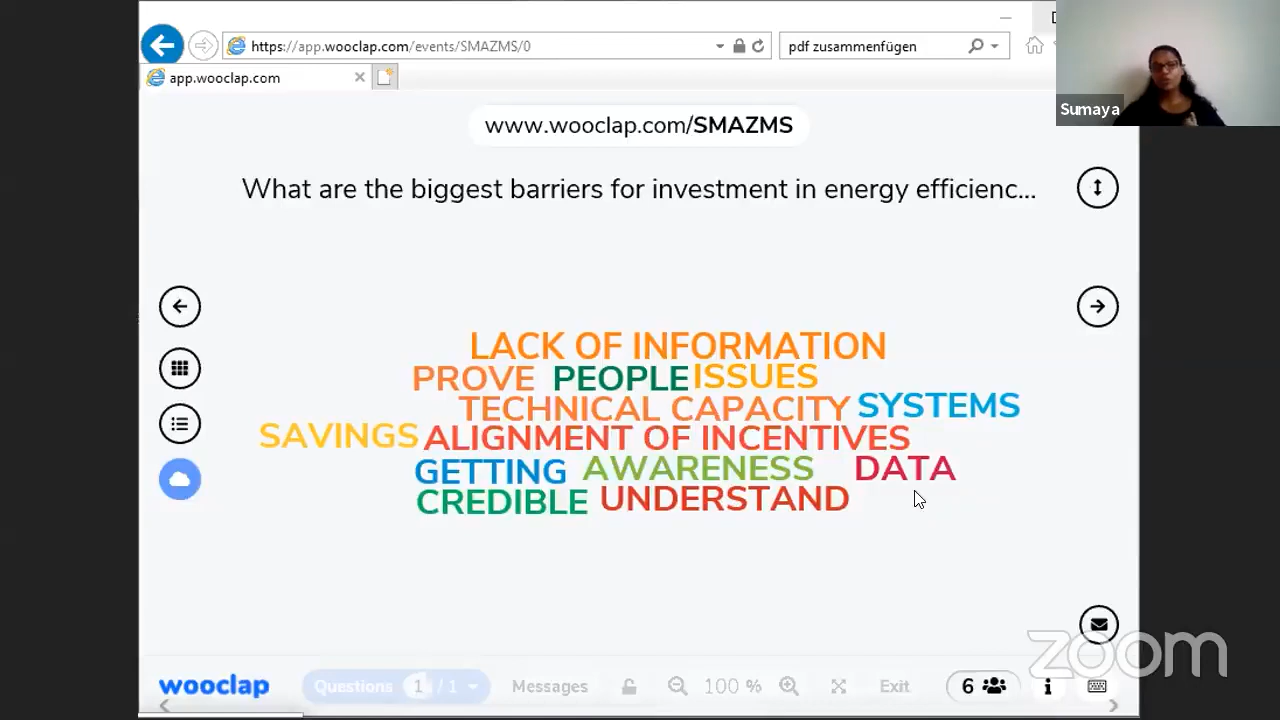 https://app.wooclap.com/events/SMAZMS/0
pdf zusammenfügen
app.wooclap.com
Sumaya
www.wooclap.com/SMAZMS
What are the biggest barriers for investment in energy efficienc...
LACK OF INFORMATION
PROVE PEOPLE ISSUES
TECHNICAL CAPACITY SYSTEMS
SAVINGS ALIGNMENT OF INCENTIVES
GETTING AWARENESS DATA
CREDIBLE UNDERSTAND
zoom
wooclap Questions 1 / 1 Messages 100 % Exit 6